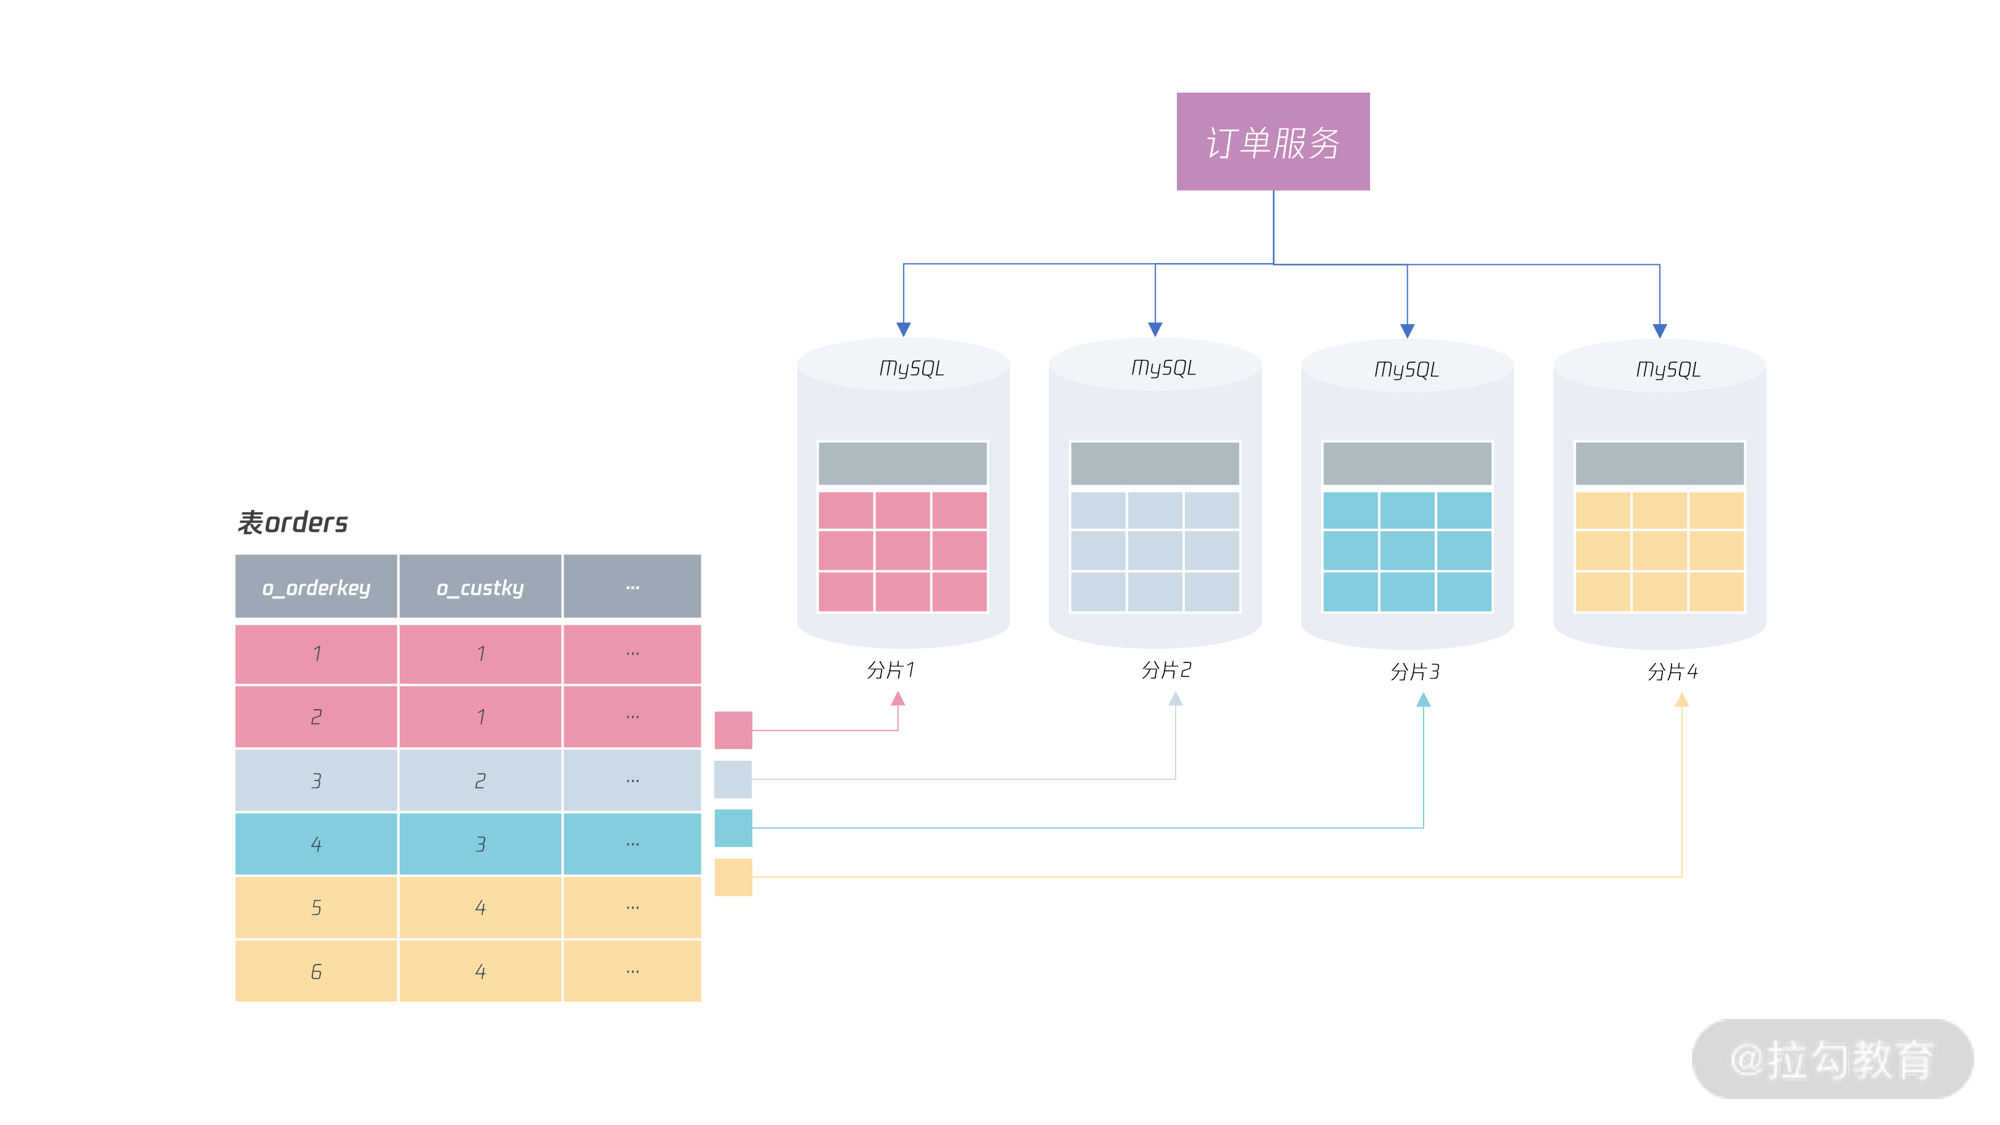 订单服务
MySQL
MySQL
MySQL
MySQL
分片1
分片2
分片3
分片4
表orders
o_orderkey o_custky ...
1 1 ...
2 1 ...
3 2 ...
4 3 ...
5 4 ...
6 4 ...
@拉勾教育